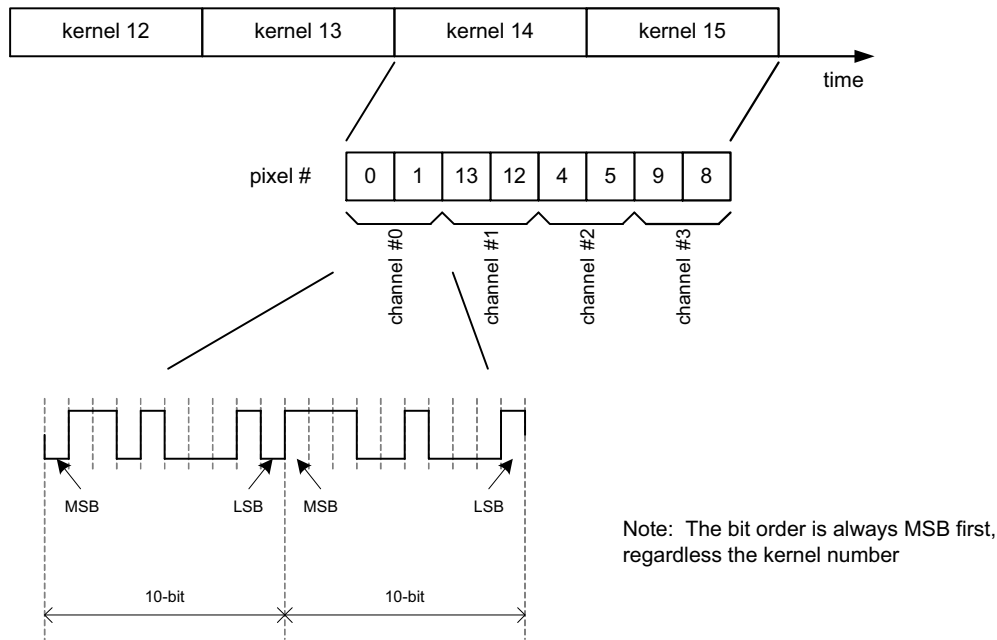 kernel 12 kernel 13 kernel 14 kernel 15
time
pixel # 0 1 13 12 4 5 9 8
channel #0 channel #1 channel #2 channel #3
MSB LSB MSB LSB
Note: The bit order is always MSB first,
regardless the kernel number
10-bit 10-bit